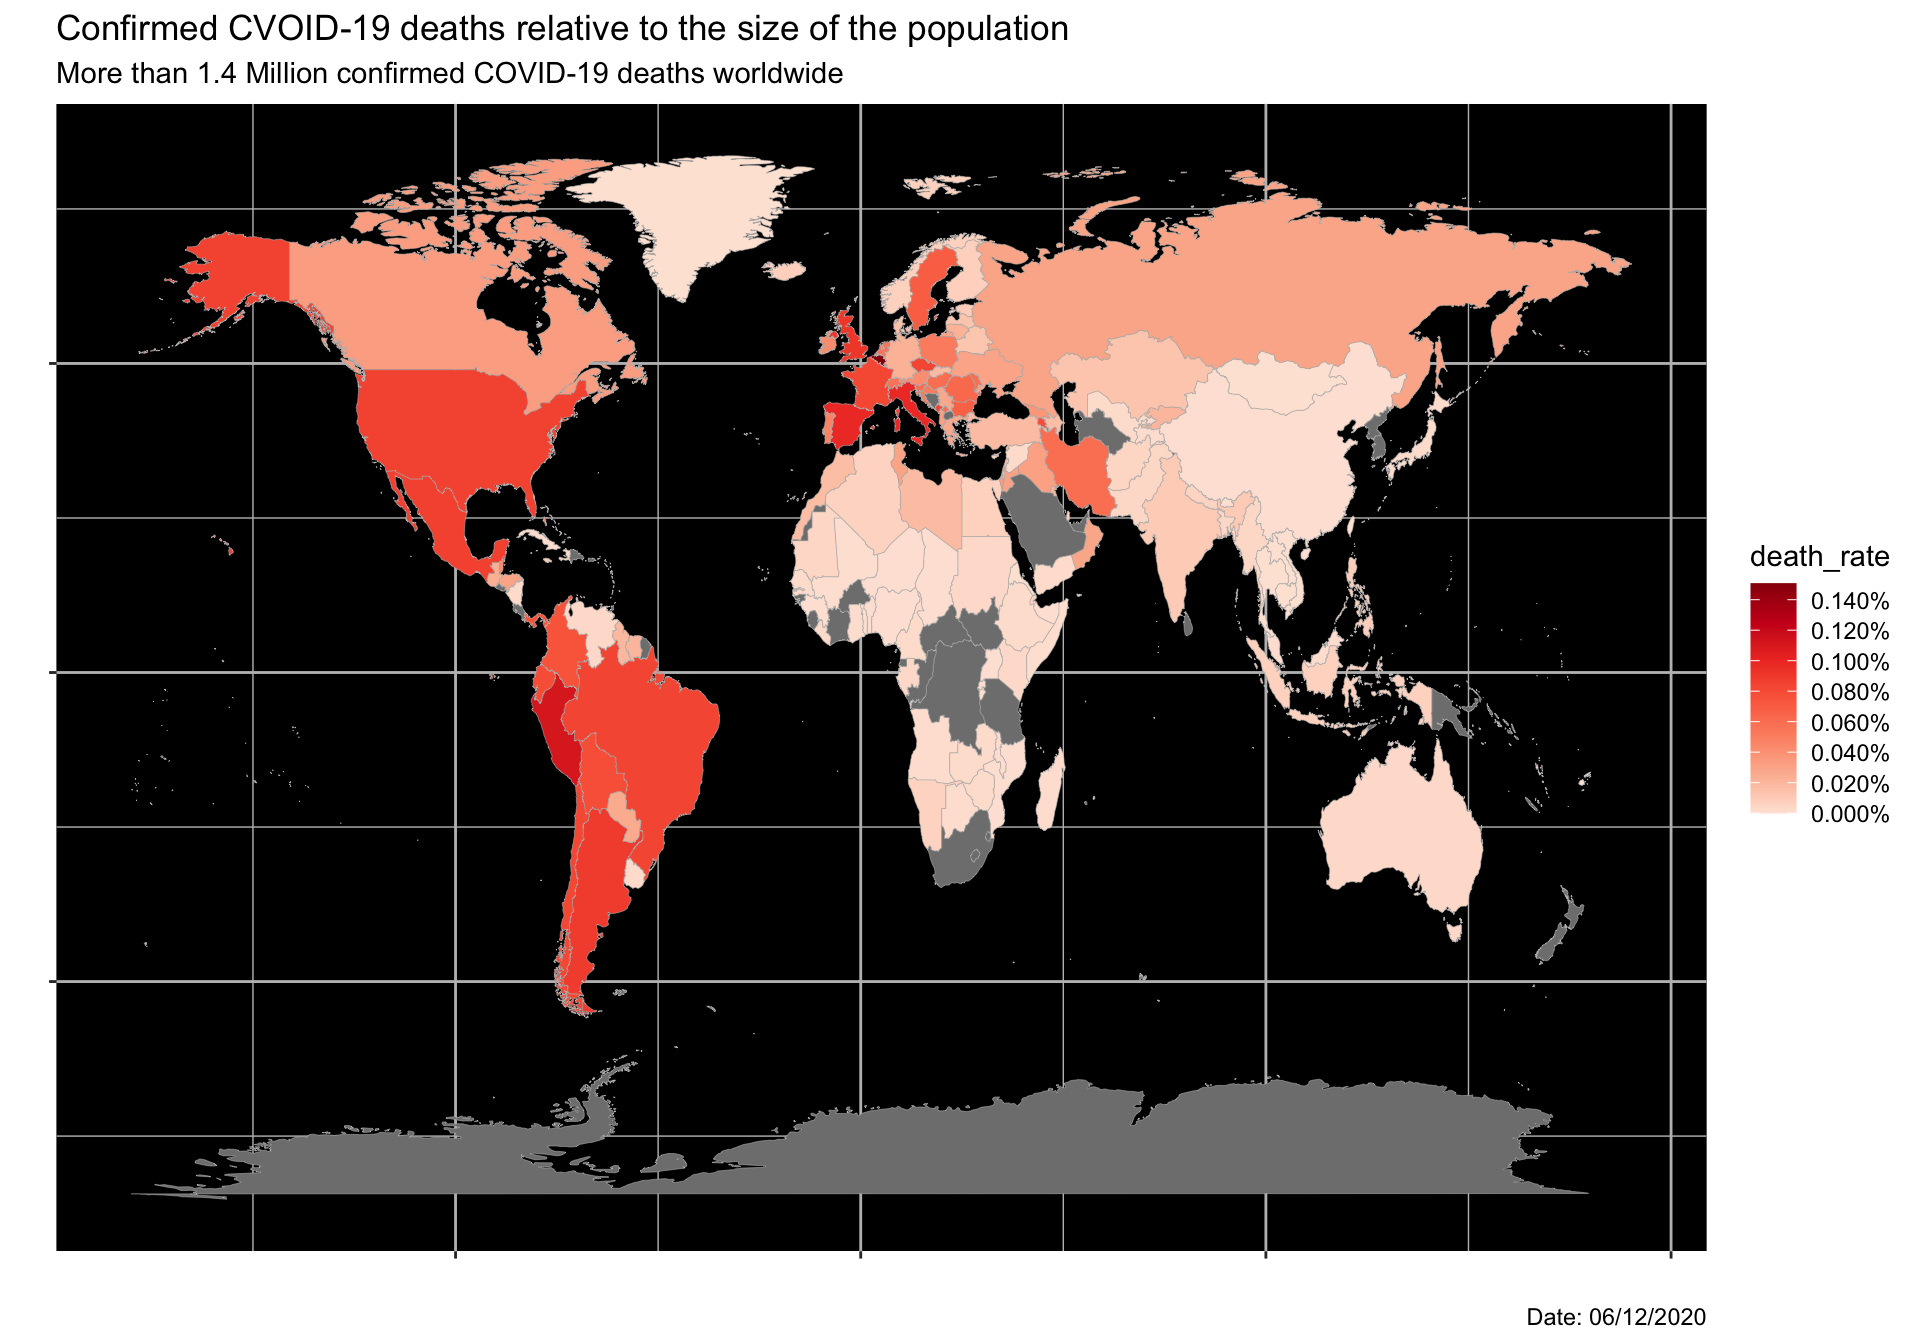 Confirmed CVOID-19 deaths relative to the size of the population
More than 1.4 Million confirmed COVID-19 deaths worldwide
death_rate
0.140%
0.120%
0.100%
0.080%
0.060%
0.040%
0.020%
0.000%
Date: 06/12/2020